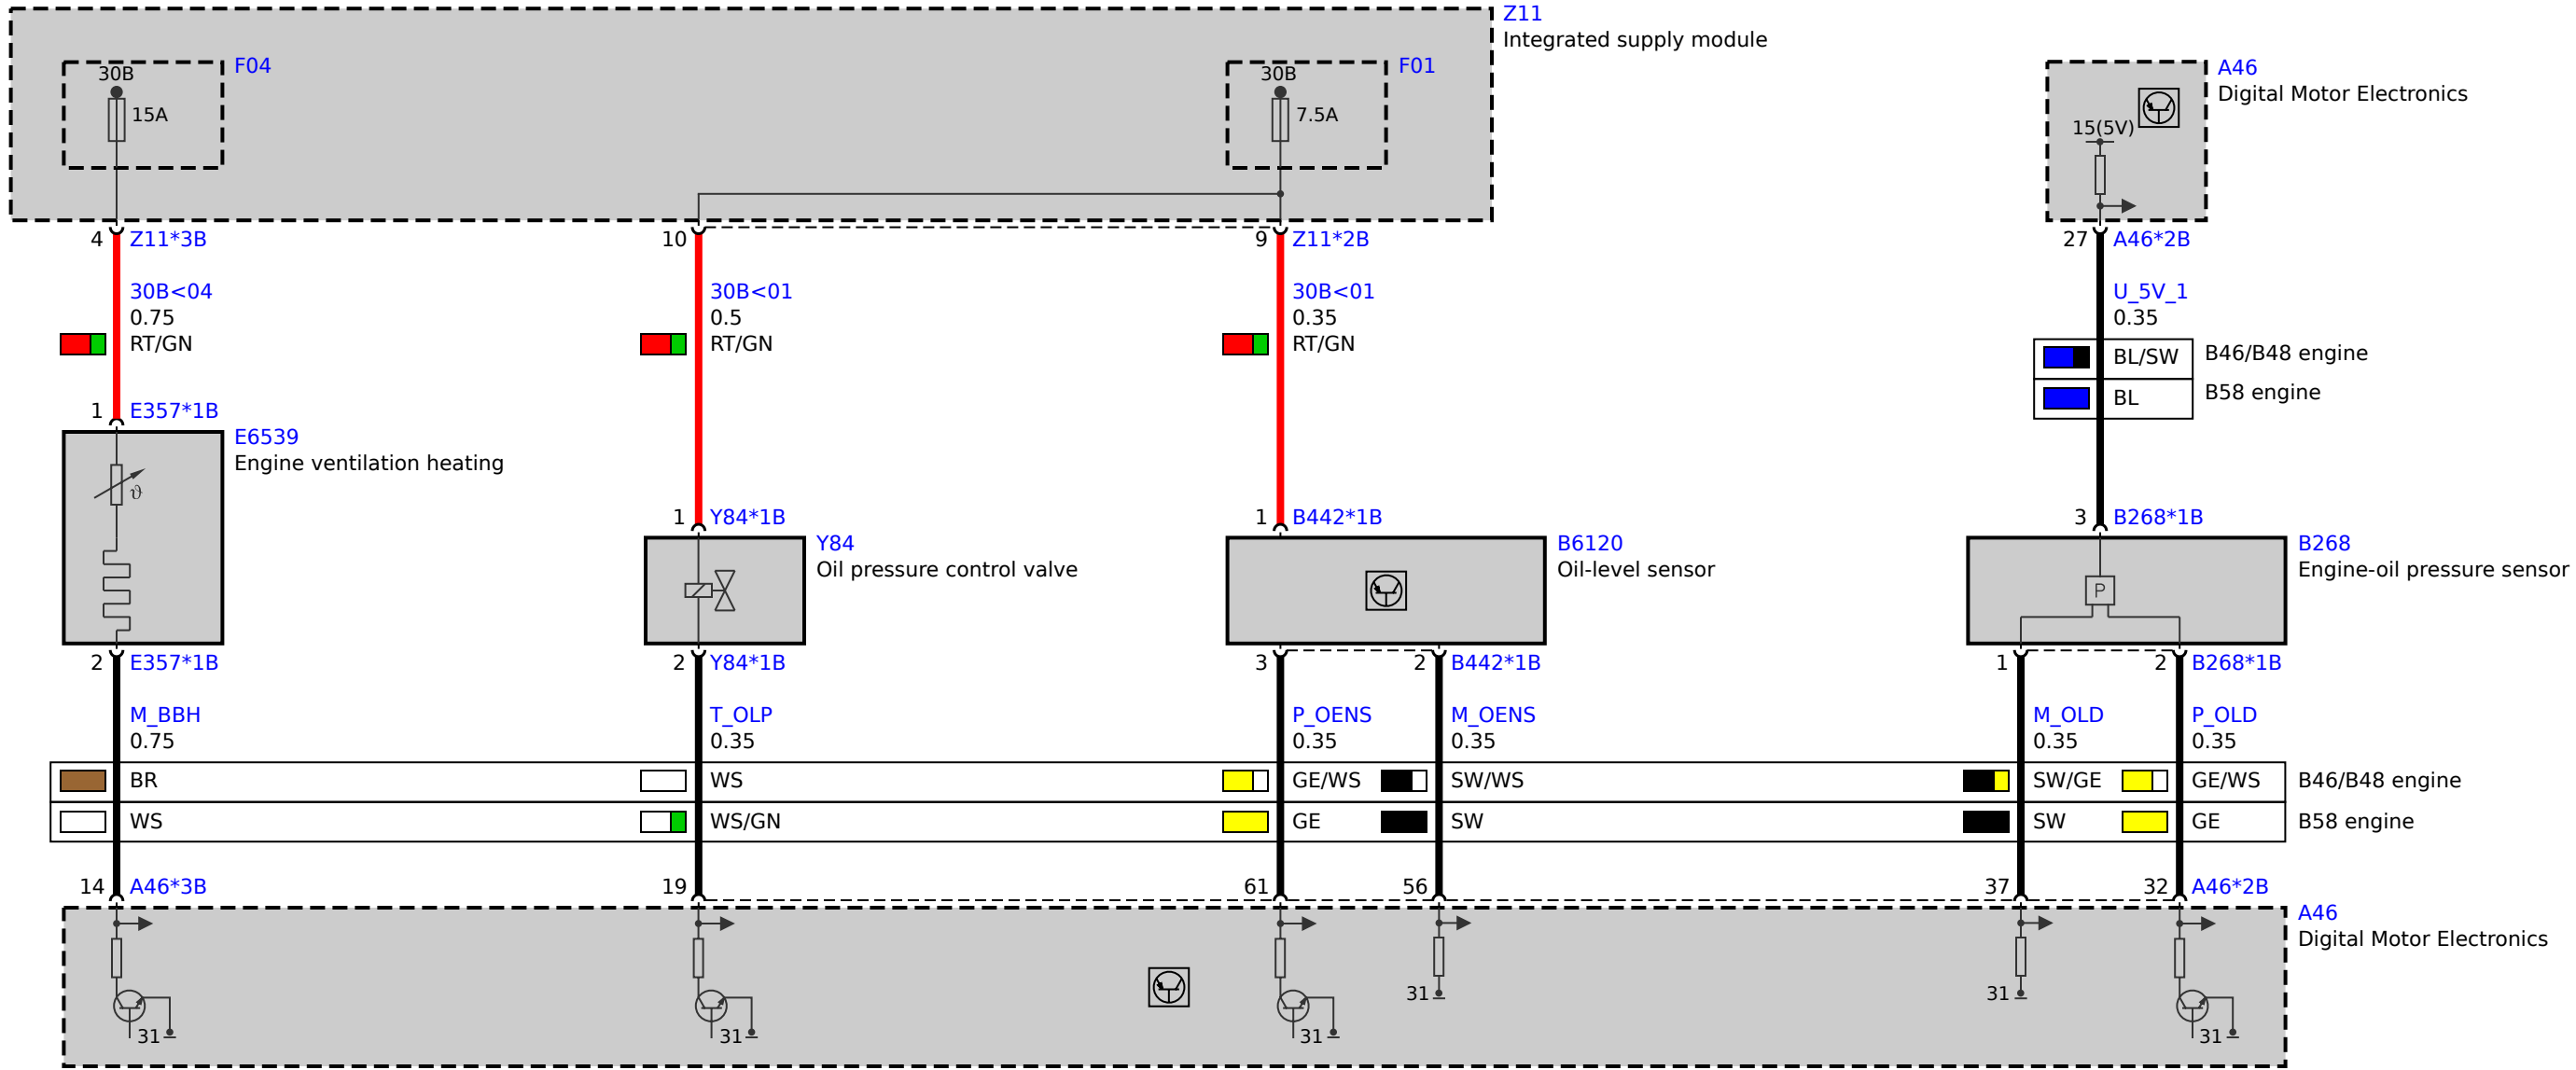 Z11
Integrated supply module
F04
30B
15A
F01
30B
7.5A
A46
Digital Motor Electronics
15(5V)
4 Z11*3B
10
9 Z11*2B
27 A46*2B
30B<04
0.75
RT/GN
30B<01
0.5
RT/GN
30B<01
0.35
RT/GN
U_5V_1
0.35
BL/SW B46/B48 engine
BL B58 engine
1 E357*1B
E6539
Engine ventilation heating
ϑ
1 Y84*1B
Y84
Oil pressure control valve
1 B442*1B
B6120
Oil-level sensor
3 B268*1B
B268
Engine-oil pressure sensor
P
2 E357*1B
2 Y84*1B
3
2 B442*1B
1
2 B268*1B
M_BBH
0.75
T_OLP
0.35
P_OENS
0.35
M_OENS
0.35
M_OLD
0.35
P_OLD
0.35
BR WS GE/WS SW/WS SW/GE GE/WS B46/B48 engine
WS WS/GN GE SW SW GE B58 engine
14 A46*3B
19
61
56
37
32 A46*2B
A46
Digital Motor Electronics
31
31
31
31
31
31